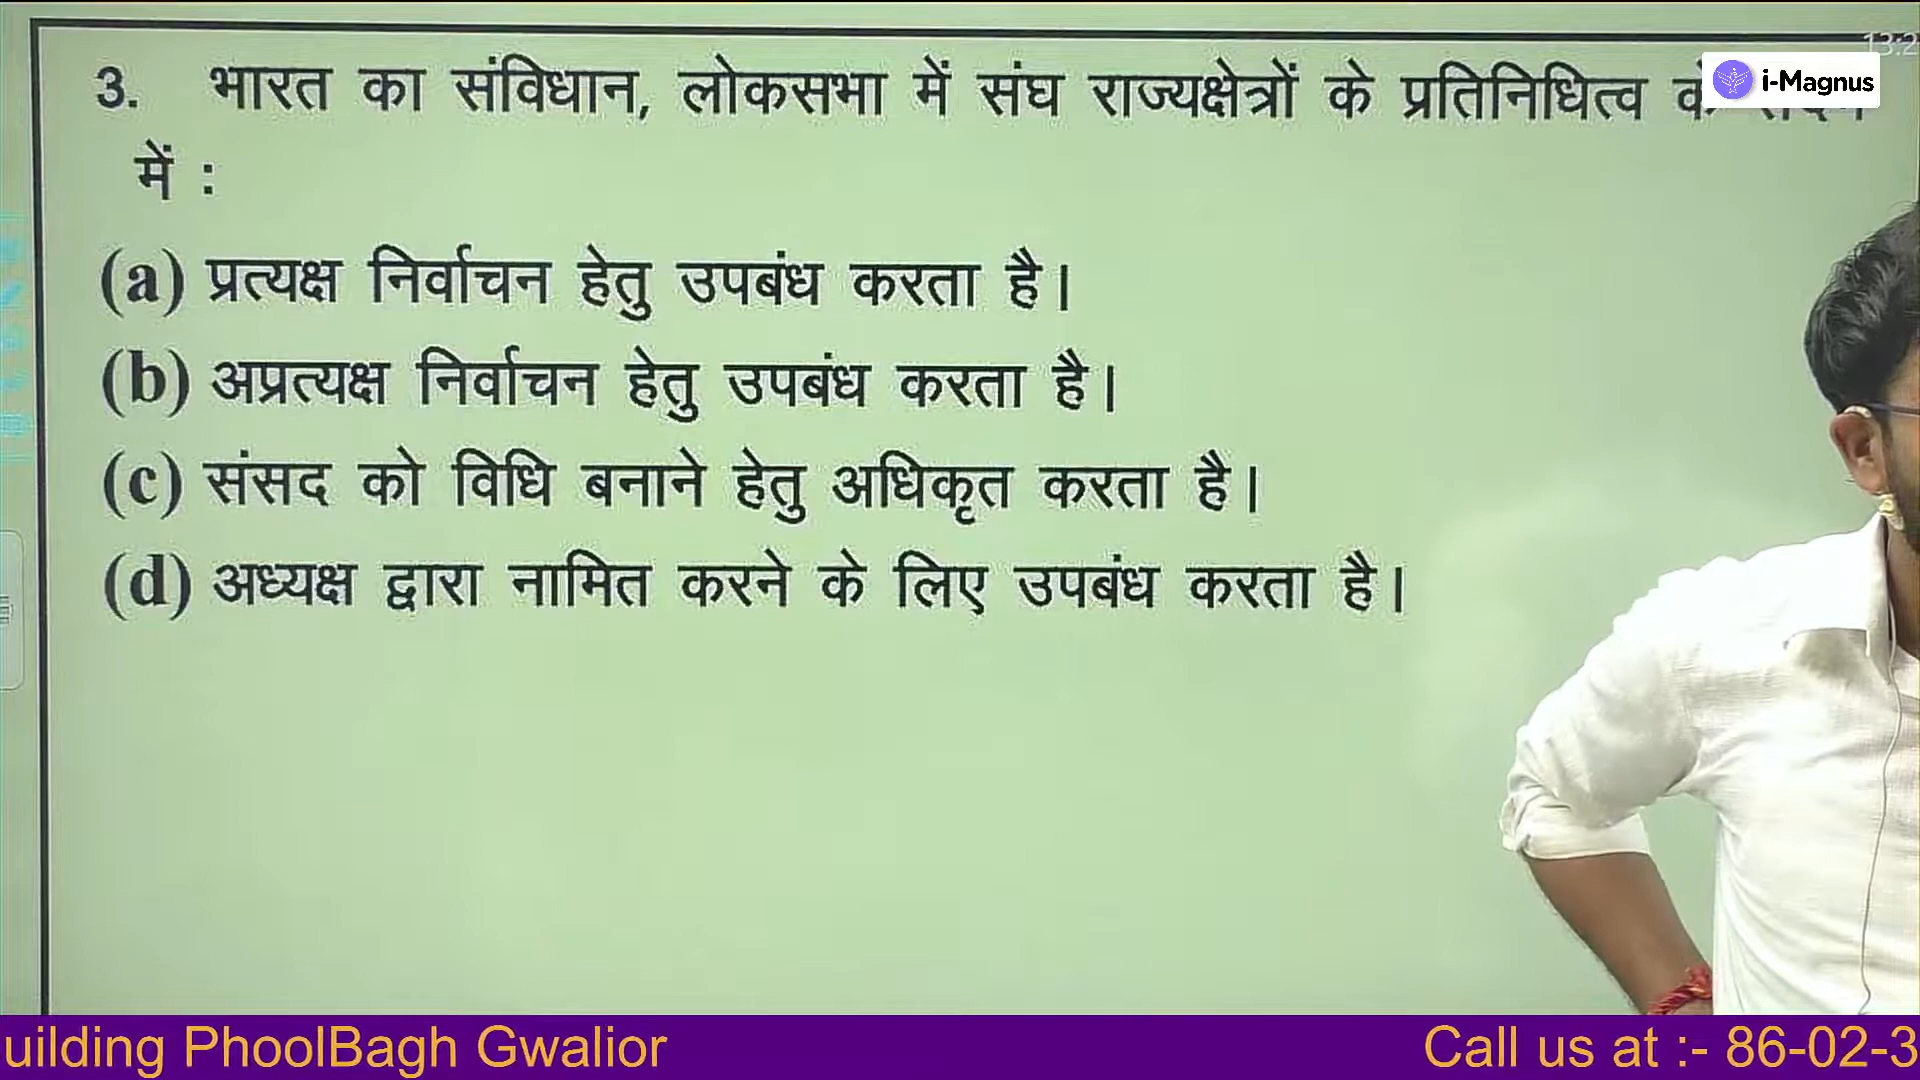 3. भारत का संविधान, लोकसभा में संघ राज्यक्षेत्रों के प्रतिनिधित्व के
i-Magnus
में :
(a) प्रत्यक्ष निर्वाचन हेतु उपबंध करता है।
(b) अप्रत्यक्ष निर्वाचन हेतु उपबंध करता है।
(c) संसद को विधि बनाने हेतु अधिकृत करता है।
(d) अध्यक्ष द्वारा नामित करने के लिए उपबंध करता है।
uilding PhoolBagh Gwalior
Call us at :- 86-02-3